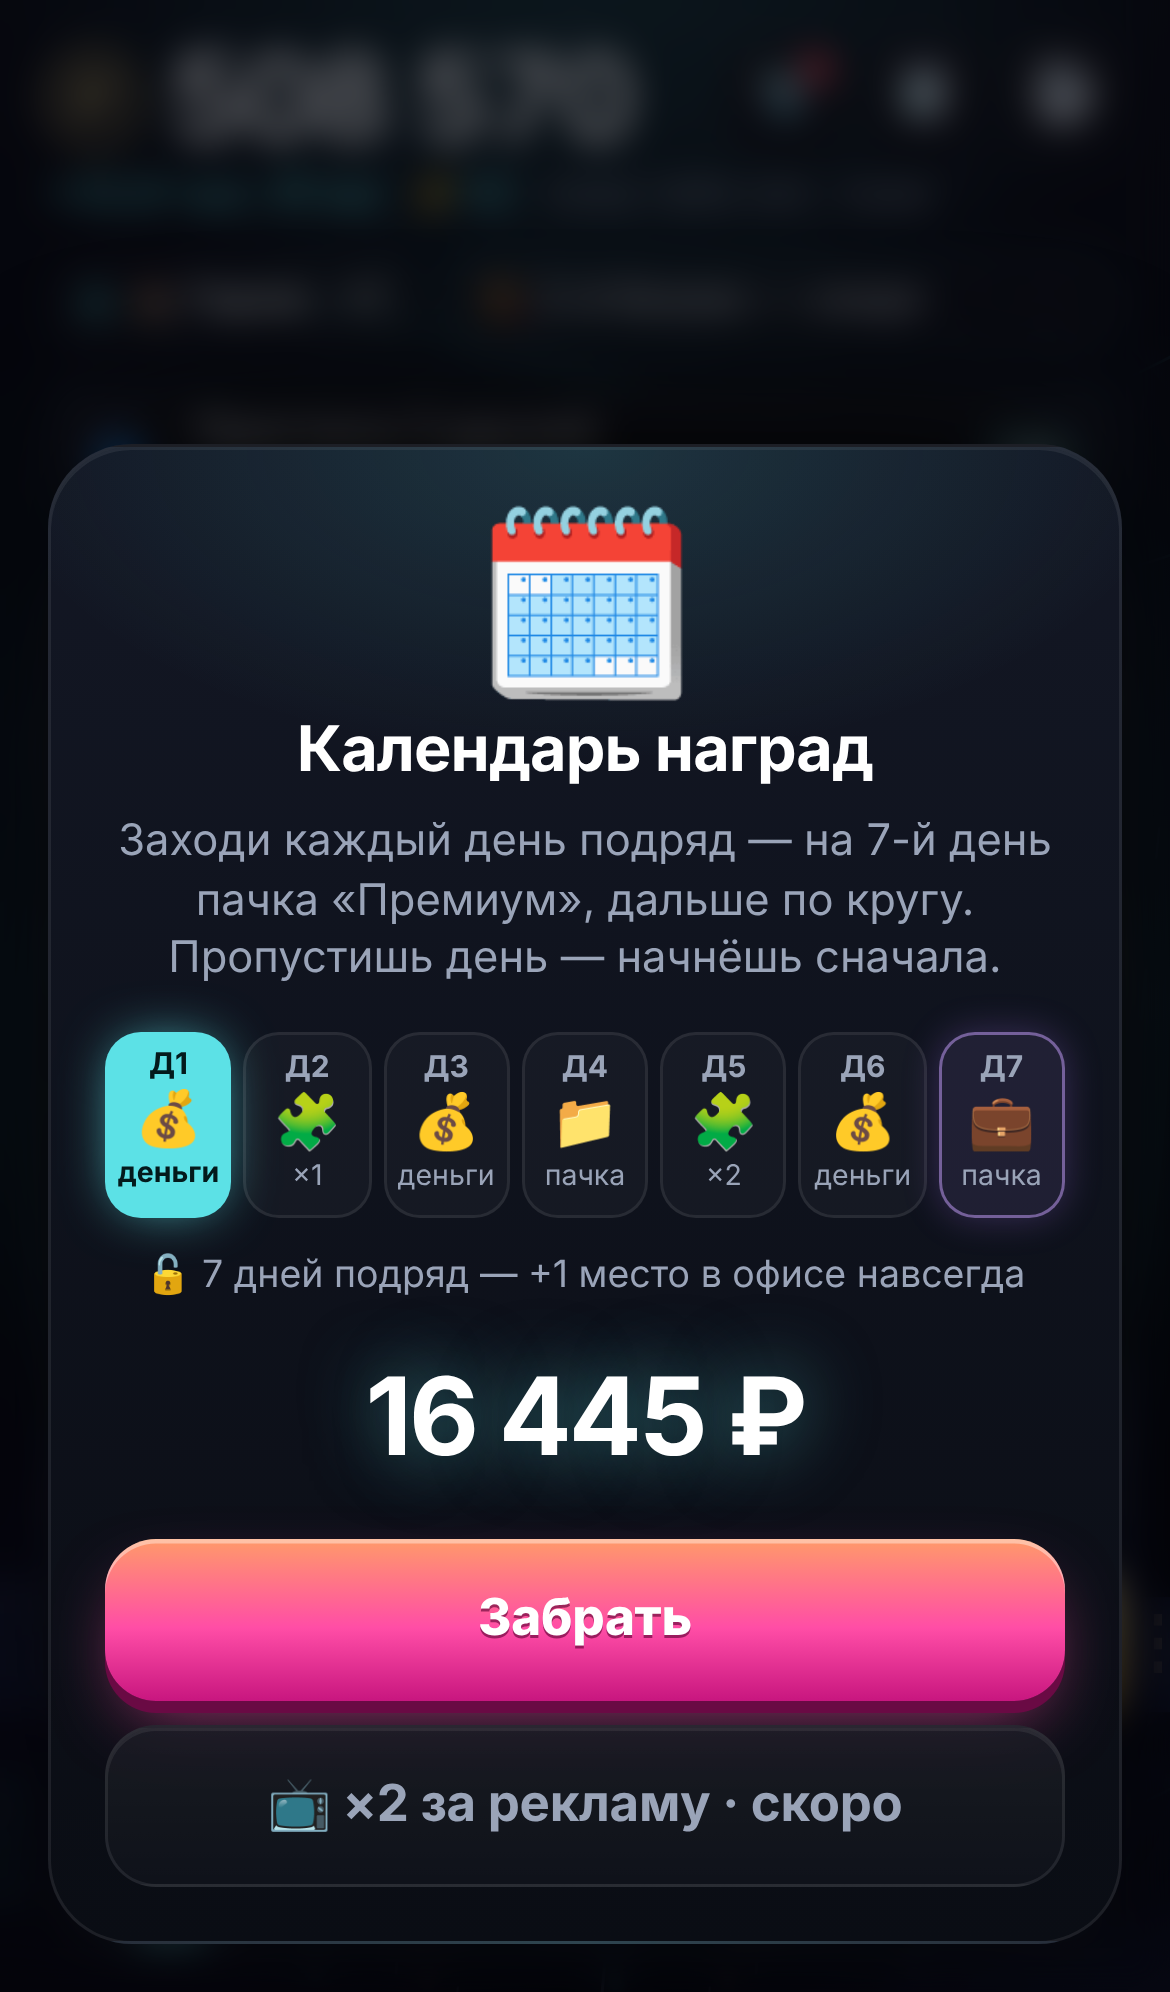 508 570
Календарь наград
Заходи каждый день подряд — на 7-й день
пачка «Премиум», дальше по кругу.
Пропустишь день — начнёшь сначала.
Д1 Д2 Д3 Д4 Д5 Д6 Д7
деньги ×1 деньги пачка ×2 деньги пачка
7 дней подряд — +1 место в офисе навсегда
16 445 ₽
Забрать
×2 за рекламу · скоро